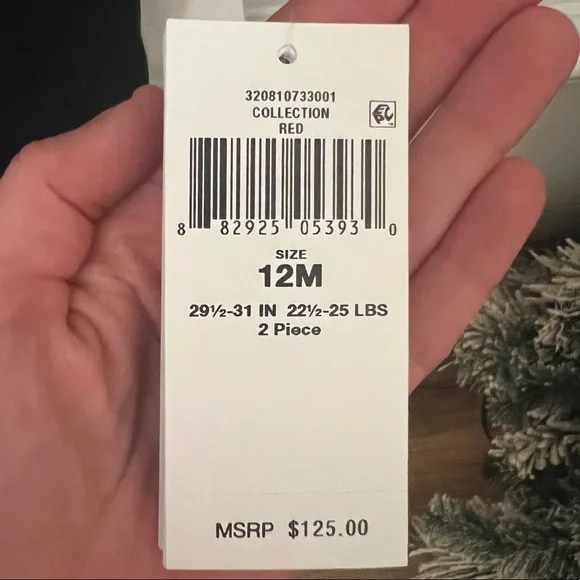 320810733001
COLLECTION
RED
EPC
8 82925 05393 0
SIZE
12M
29½-31 IN 22½-25 LBS
2 Piece
MSRP $125.00